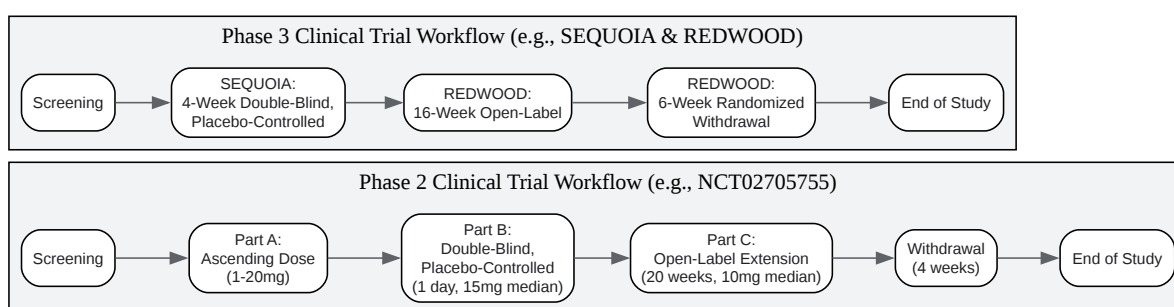 Phase 3 Clinical Trial Workflow (e.g., SEQUOIA & REDWOOD)
Screening
SEQUOIA:
4-Week Double-Blind,
Placebo-Controlled
REDWOOD:
16-Week Open-Label
REDWOOD:
6-Week Randomized
Withdrawal
End of Study
Phase 2 Clinical Trial Workflow (e.g., NCT02705755)
Screening
Part A:
Ascending Dose
(1-20mg)
Part B:
Double-Blind,
Placebo-Controlled
(1 day, 15mg median)
Part C:
Open-Label Extension
(20 weeks, 10mg median)
Withdrawal
(4 weeks)
End of Study